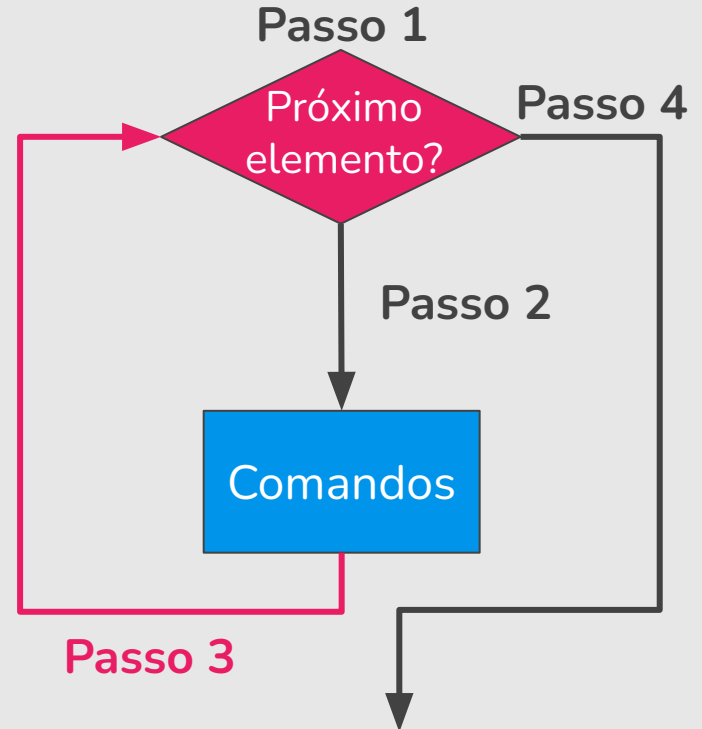 Passo 1
Próximo
elemento?
Passo 4
Passo 2
Comandos
Passo 3